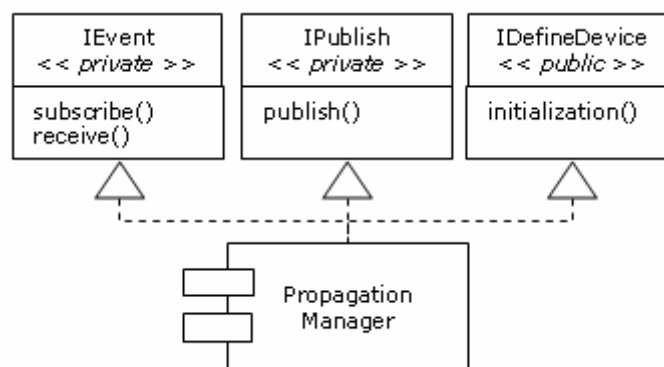 IEvent
<< private >>
subscribe()
receive()
IPublish
<< private >>
publish()
IDefineDevice
<< public >>
initialization()
Propagation
Manager